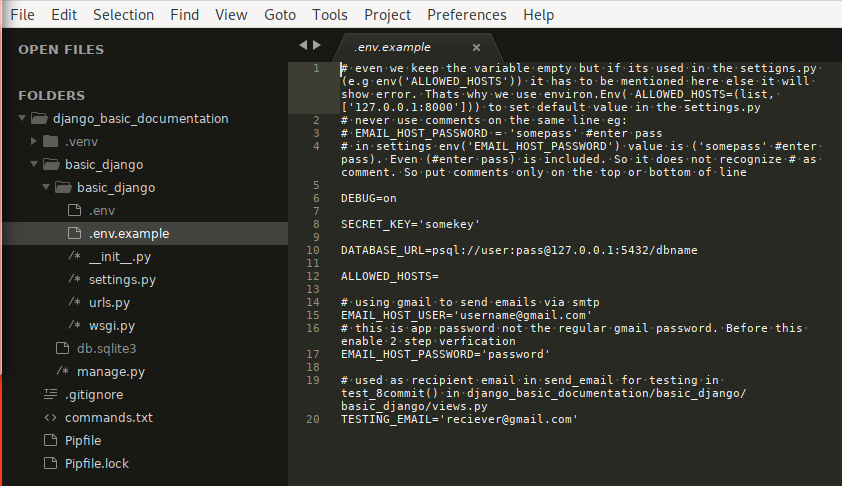 File Edit Selection Find View Goto Tools Project Preferences Help
OPEN FILES
FOLDERS
django_basic_documentation
.venv
basic_django
basic_django
.env
.env.example
/* __init__.py
/* settings.py
/* urls.py
/* wsgi.py
db.sqlite3
/* manage.py
.gitignore
<> commands.txt
Pipfile
Pipfile.lock
.env.example ×
1 # even we keep the variable empty but if its used in the settigns.py
(e.g env('ALLOWED_HOSTS')) it has to be mentioned here else it will
show error. Thats why we use environ.Env( ALLOWED_HOSTS=(list,
['127.0.0.1:8000'])) to set default value in the settings.py
2 # never use comments on the same line eg:
3 # EMAIL_HOST_PASSWORD = 'somepass' #enter pass
4 # in settings env('EMAIL_HOST_PASSWORD') value is ('somepass' #enter
pass). Even (#enter pass) is included. So it does not recognize # as
comment. So put comments only on the top or bottom of line
5
6 DEBUG=on
7
8 SECRET_KEY='somekey'
9
10 DATABASE_URL=psql://user:pass@127.0.0.1:5432/dbname
11
12 ALLOWED_HOSTS=
13
14 # using gmail to send emails via smtp
15 EMAIL_HOST_USER='username@gmail.com'
16 # this is app password not the regular gmail password. Before this
enable 2 step verfication
17 EMAIL_HOST_PASSWORD='password'
18
19 # used as recipient email in send_email for testing in
test_8commit() in django_basic_documentation/basic_django/
basic_django/views.py
20 TESTING_EMAIL='reciever@gmail.com'